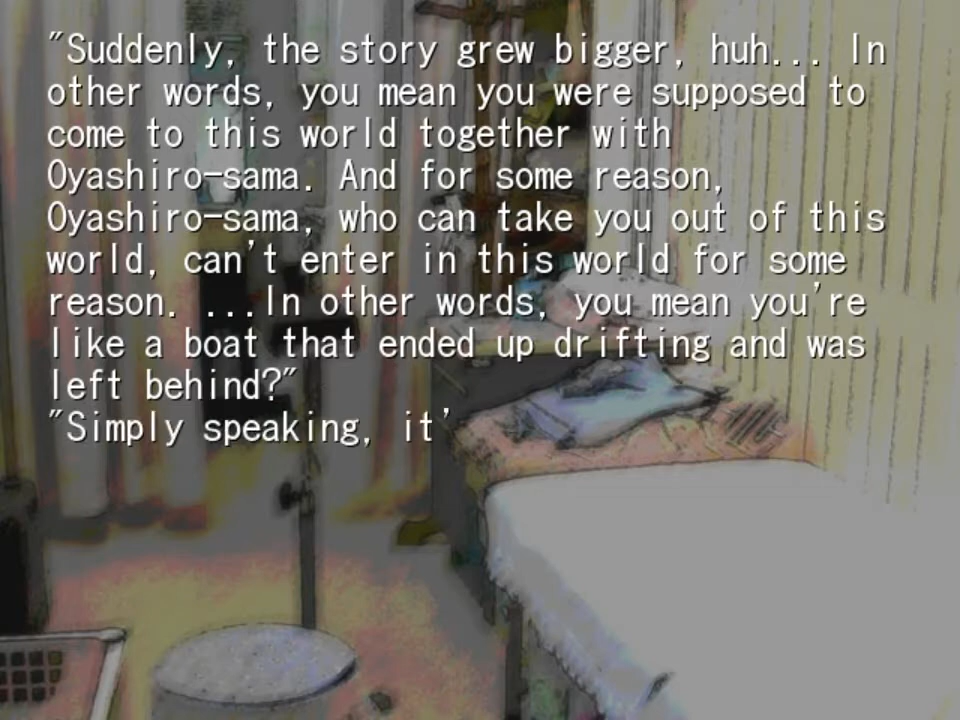 "Suddenly, the story grew bigger, huh... In
other words, you mean you were supposed to
come to this world together with
Oyashiro-sama. And for some reason,
Oyashiro-sama, who can take you out of this
world, can't enter in this world for some
reason. ...In other words, you mean you're
like a boat that ended up drifting and was
left behind?"
"Simply speaking, it'